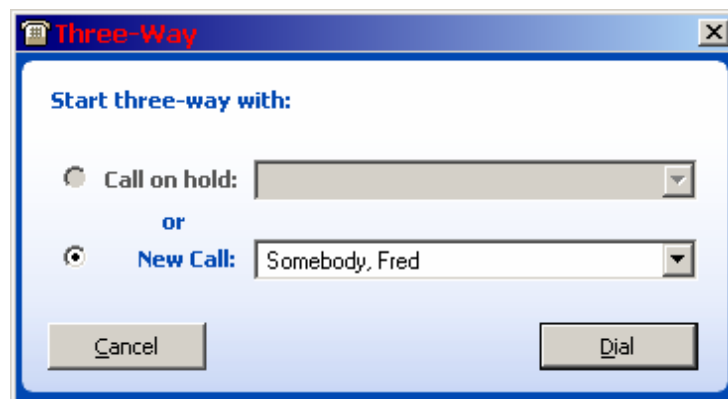 Three-Way
Start three-way with:
Call on hold:
or
New Call: Somebody, Fred
Cancel Dial